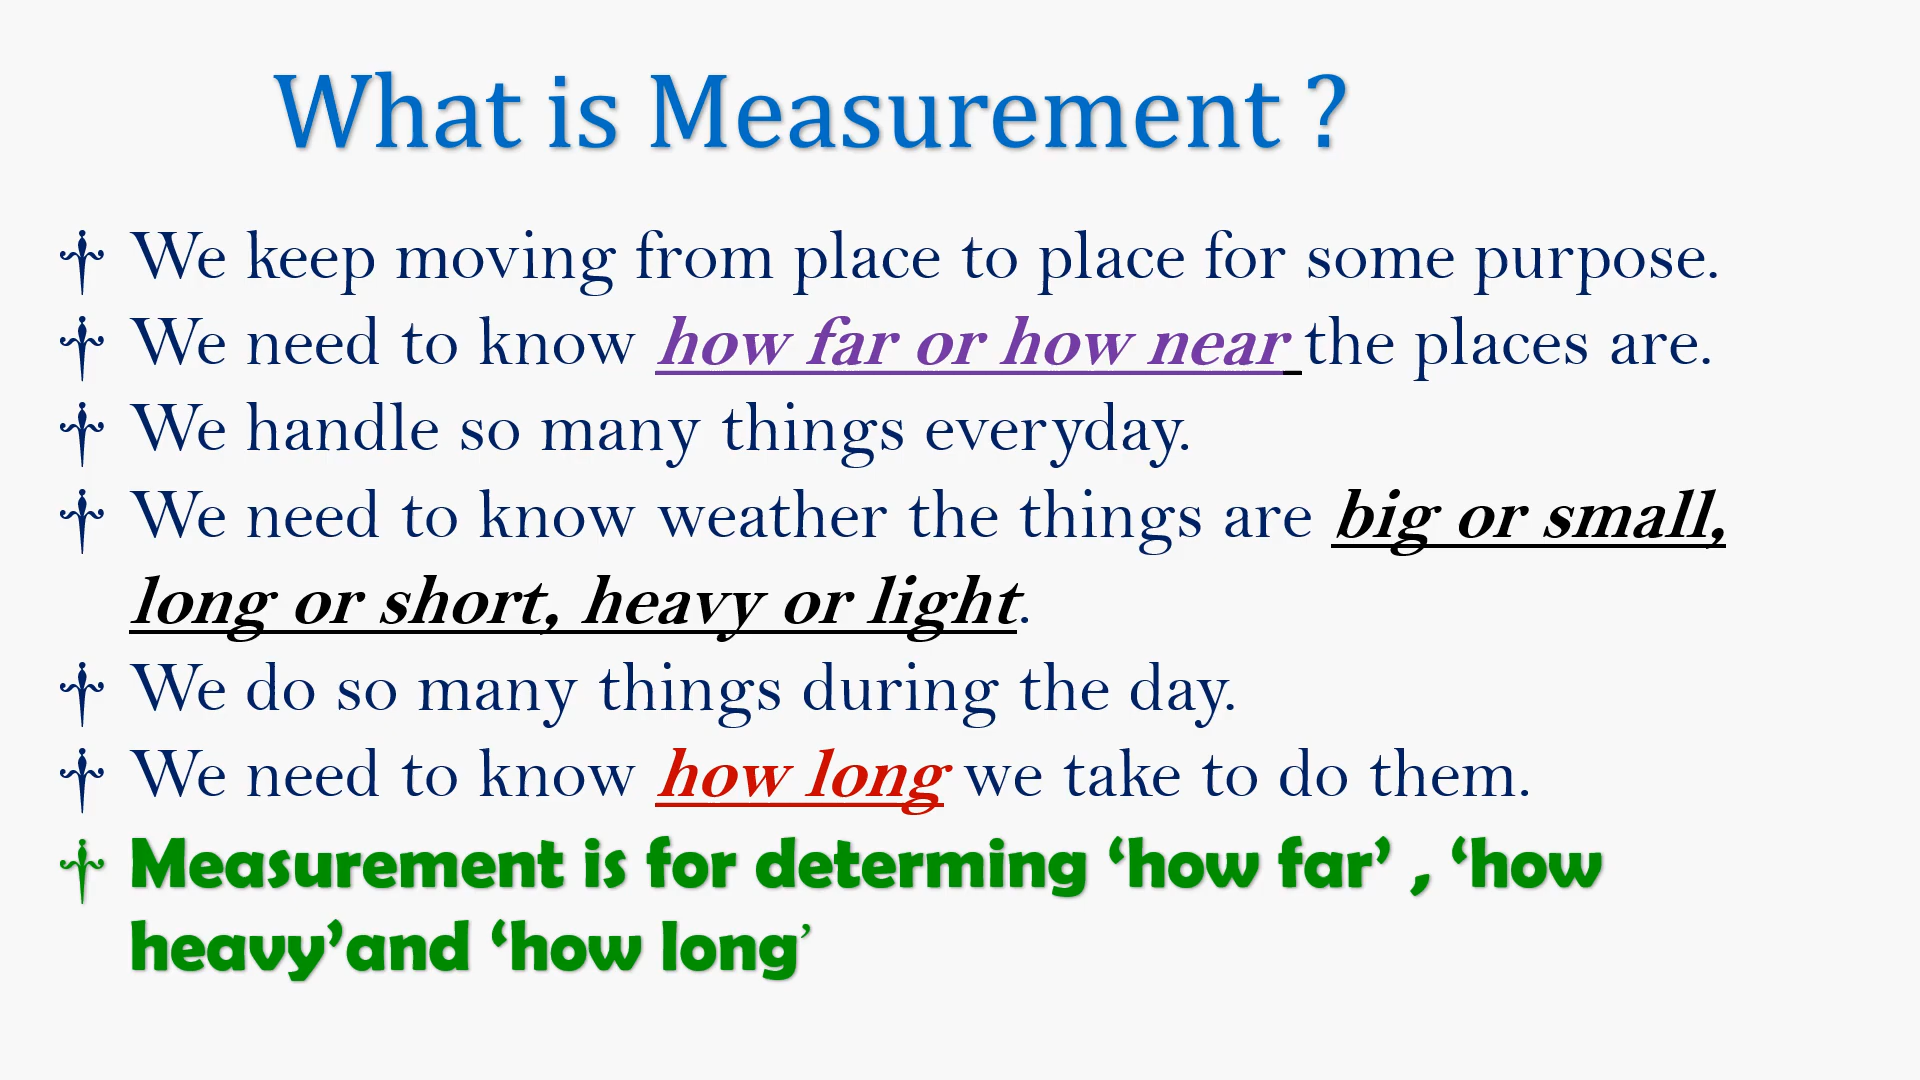 What is Measurement ?
We keep moving from place to place for some purpose.
We need to know how far or how near the places are.
We handle so many things everyday.
We need to know weather the things are big or small,
long or short, heavy or light.
We do so many things during the day.
We need to know how long we take to do them.
Measurement is for determing ‘how far’ , ‘how
heavy’and ‘how long’